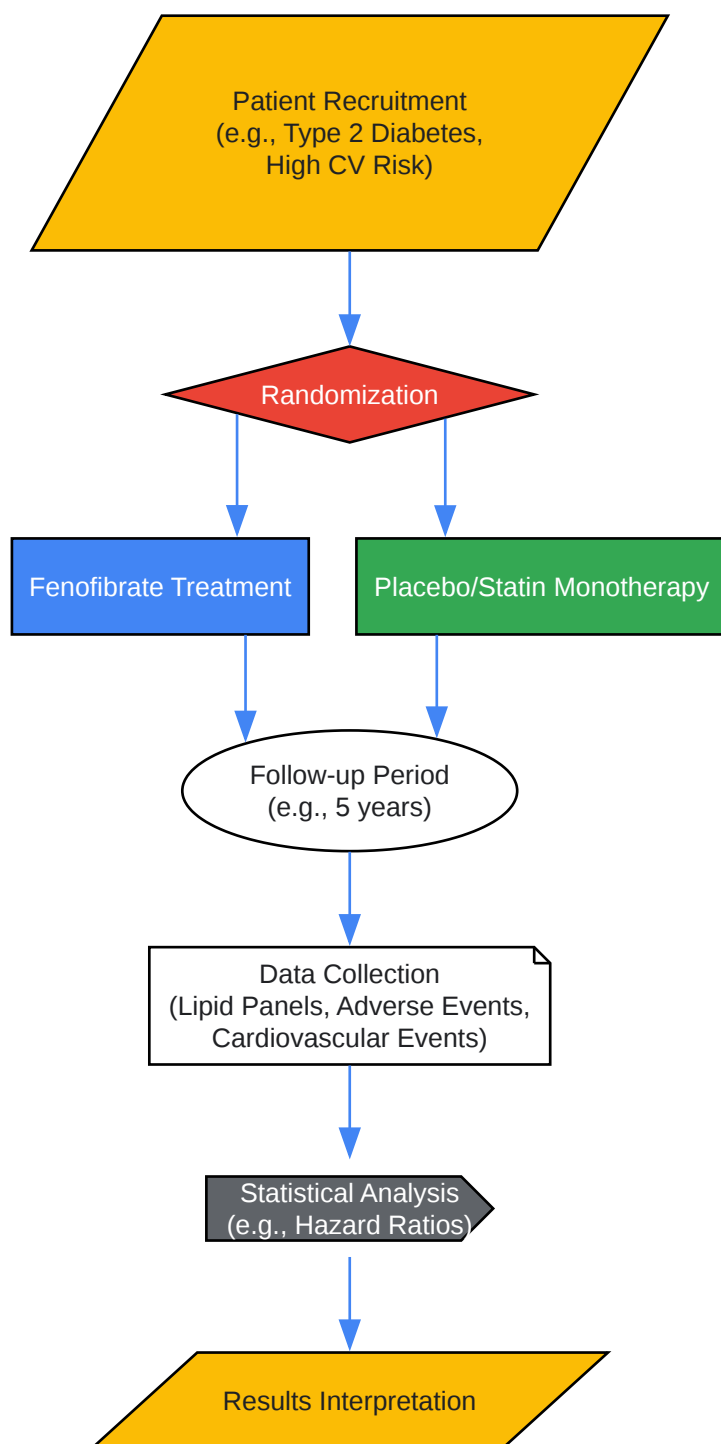 Patient Recruitment
(e.g., Type 2 Diabetes,
High CV Risk)
Randomization
Fenofibrate Treatment
Placebo/Statin Monotherapy
Follow-up Period
(e.g., 5 years)
Data Collection
(Lipid Panels, Adverse Events,
Cardiovascular Events)
Statistical Analysis
(e.g., Hazard Ratios)
Results Interpretation